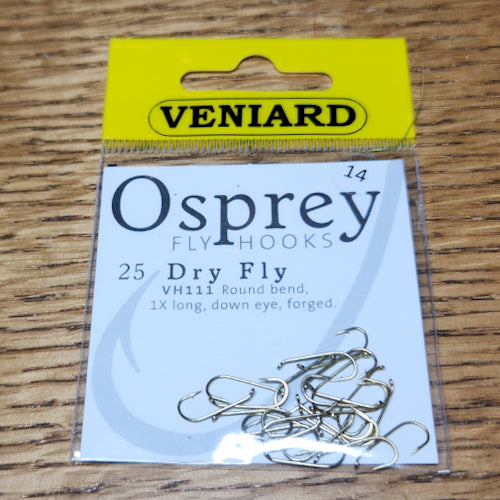 VENIARD
14
Osprey
FLY HOOKS
25 Dry Fly
VH111 Round bend,
1X long, down eye, forged.